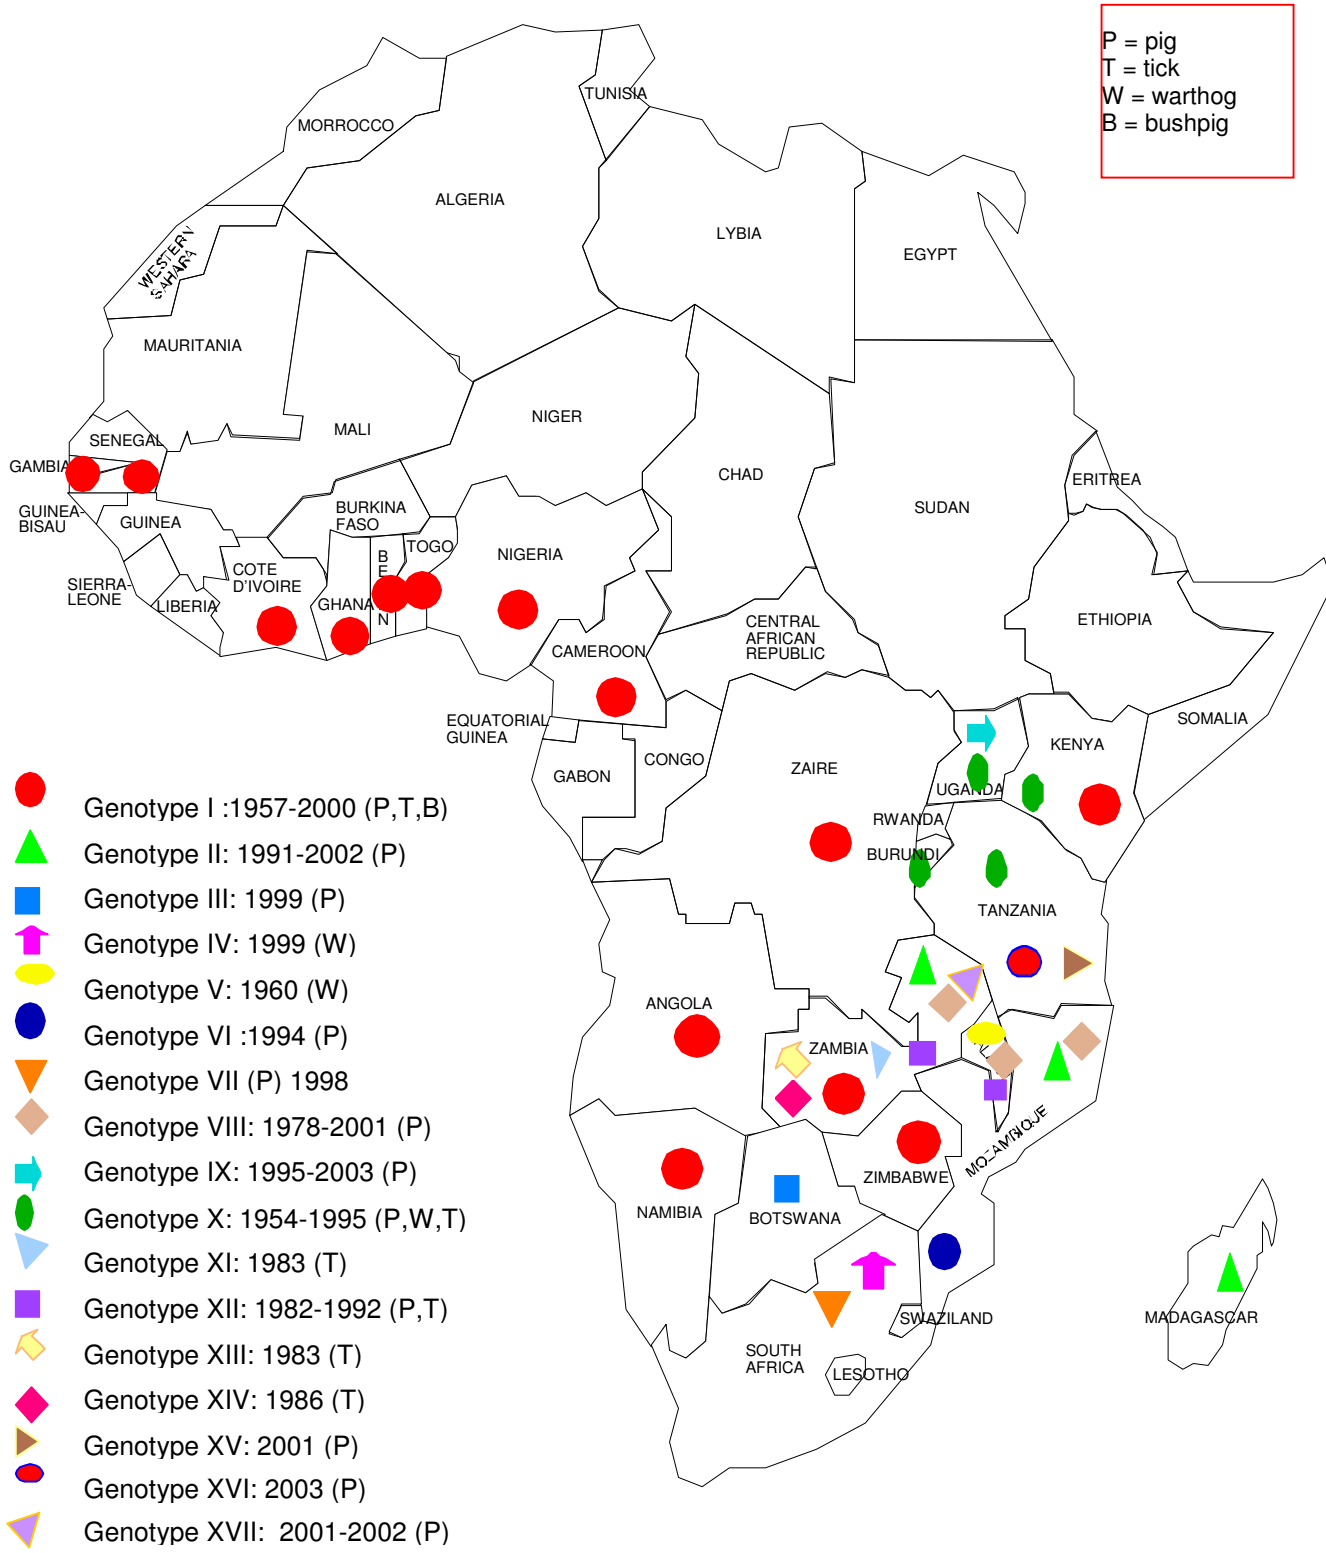 P = pig
T = tick
W = warthog
B = bushpig
TUNISIA
MORROCCO
ALGERIA
LYBIA
EGYPT
WESTERN
SAHARA
MAURITANIA
MALI
NIGER
CHAD
SUDAN
ERITREA
SENEGAL
GAMBIA
GUINEA-
BISAU
GUINEA
BURKINA
FASO
SIERRA-
LEONE
LIBERIA
COTE
D'IVOIRE
GHANA
BE
N
TOGO
NIGERIA
CAMEROON
CENTRAL
AFRICAN
REPUBLIC
ETHIOPIA
SOMALIA
EQUATORIAL
GUINEA
GABON
CONGO
ZAIRE
UGANDA
KENYA
RWANDA
BURUNDI
TANZANIA
ANGOLA
ZAMBIA
MOZAMBIQUE
ZIMBABWE
NAMIBIA
BOTSWANA
SWAZILAND
SOUTH
AFRICA
LESOTHO
MADAGASCAR
Genotype I :1957-2000 (P,T,B)
Genotype II: 1991-2002 (P)
Genotype III: 1999 (P)
Genotype IV: 1999 (W)
Genotype V: 1960 (W)
Genotype VI :1994 (P)
Genotype VII (P) 1998
Genotype VIII: 1978-2001 (P)
Genotype IX: 1995-2003 (P)
Genotype X: 1954-1995 (P,W,T)
Genotype XI: 1983 (T)
Genotype XII: 1982-1992 (P,T)
Genotype XIII: 1983 (T)
Genotype XIV: 1986 (T)
Genotype XV: 2001 (P)
Genotype XVI: 2003 (P)
Genotype XVII: 2001-2002 (P)